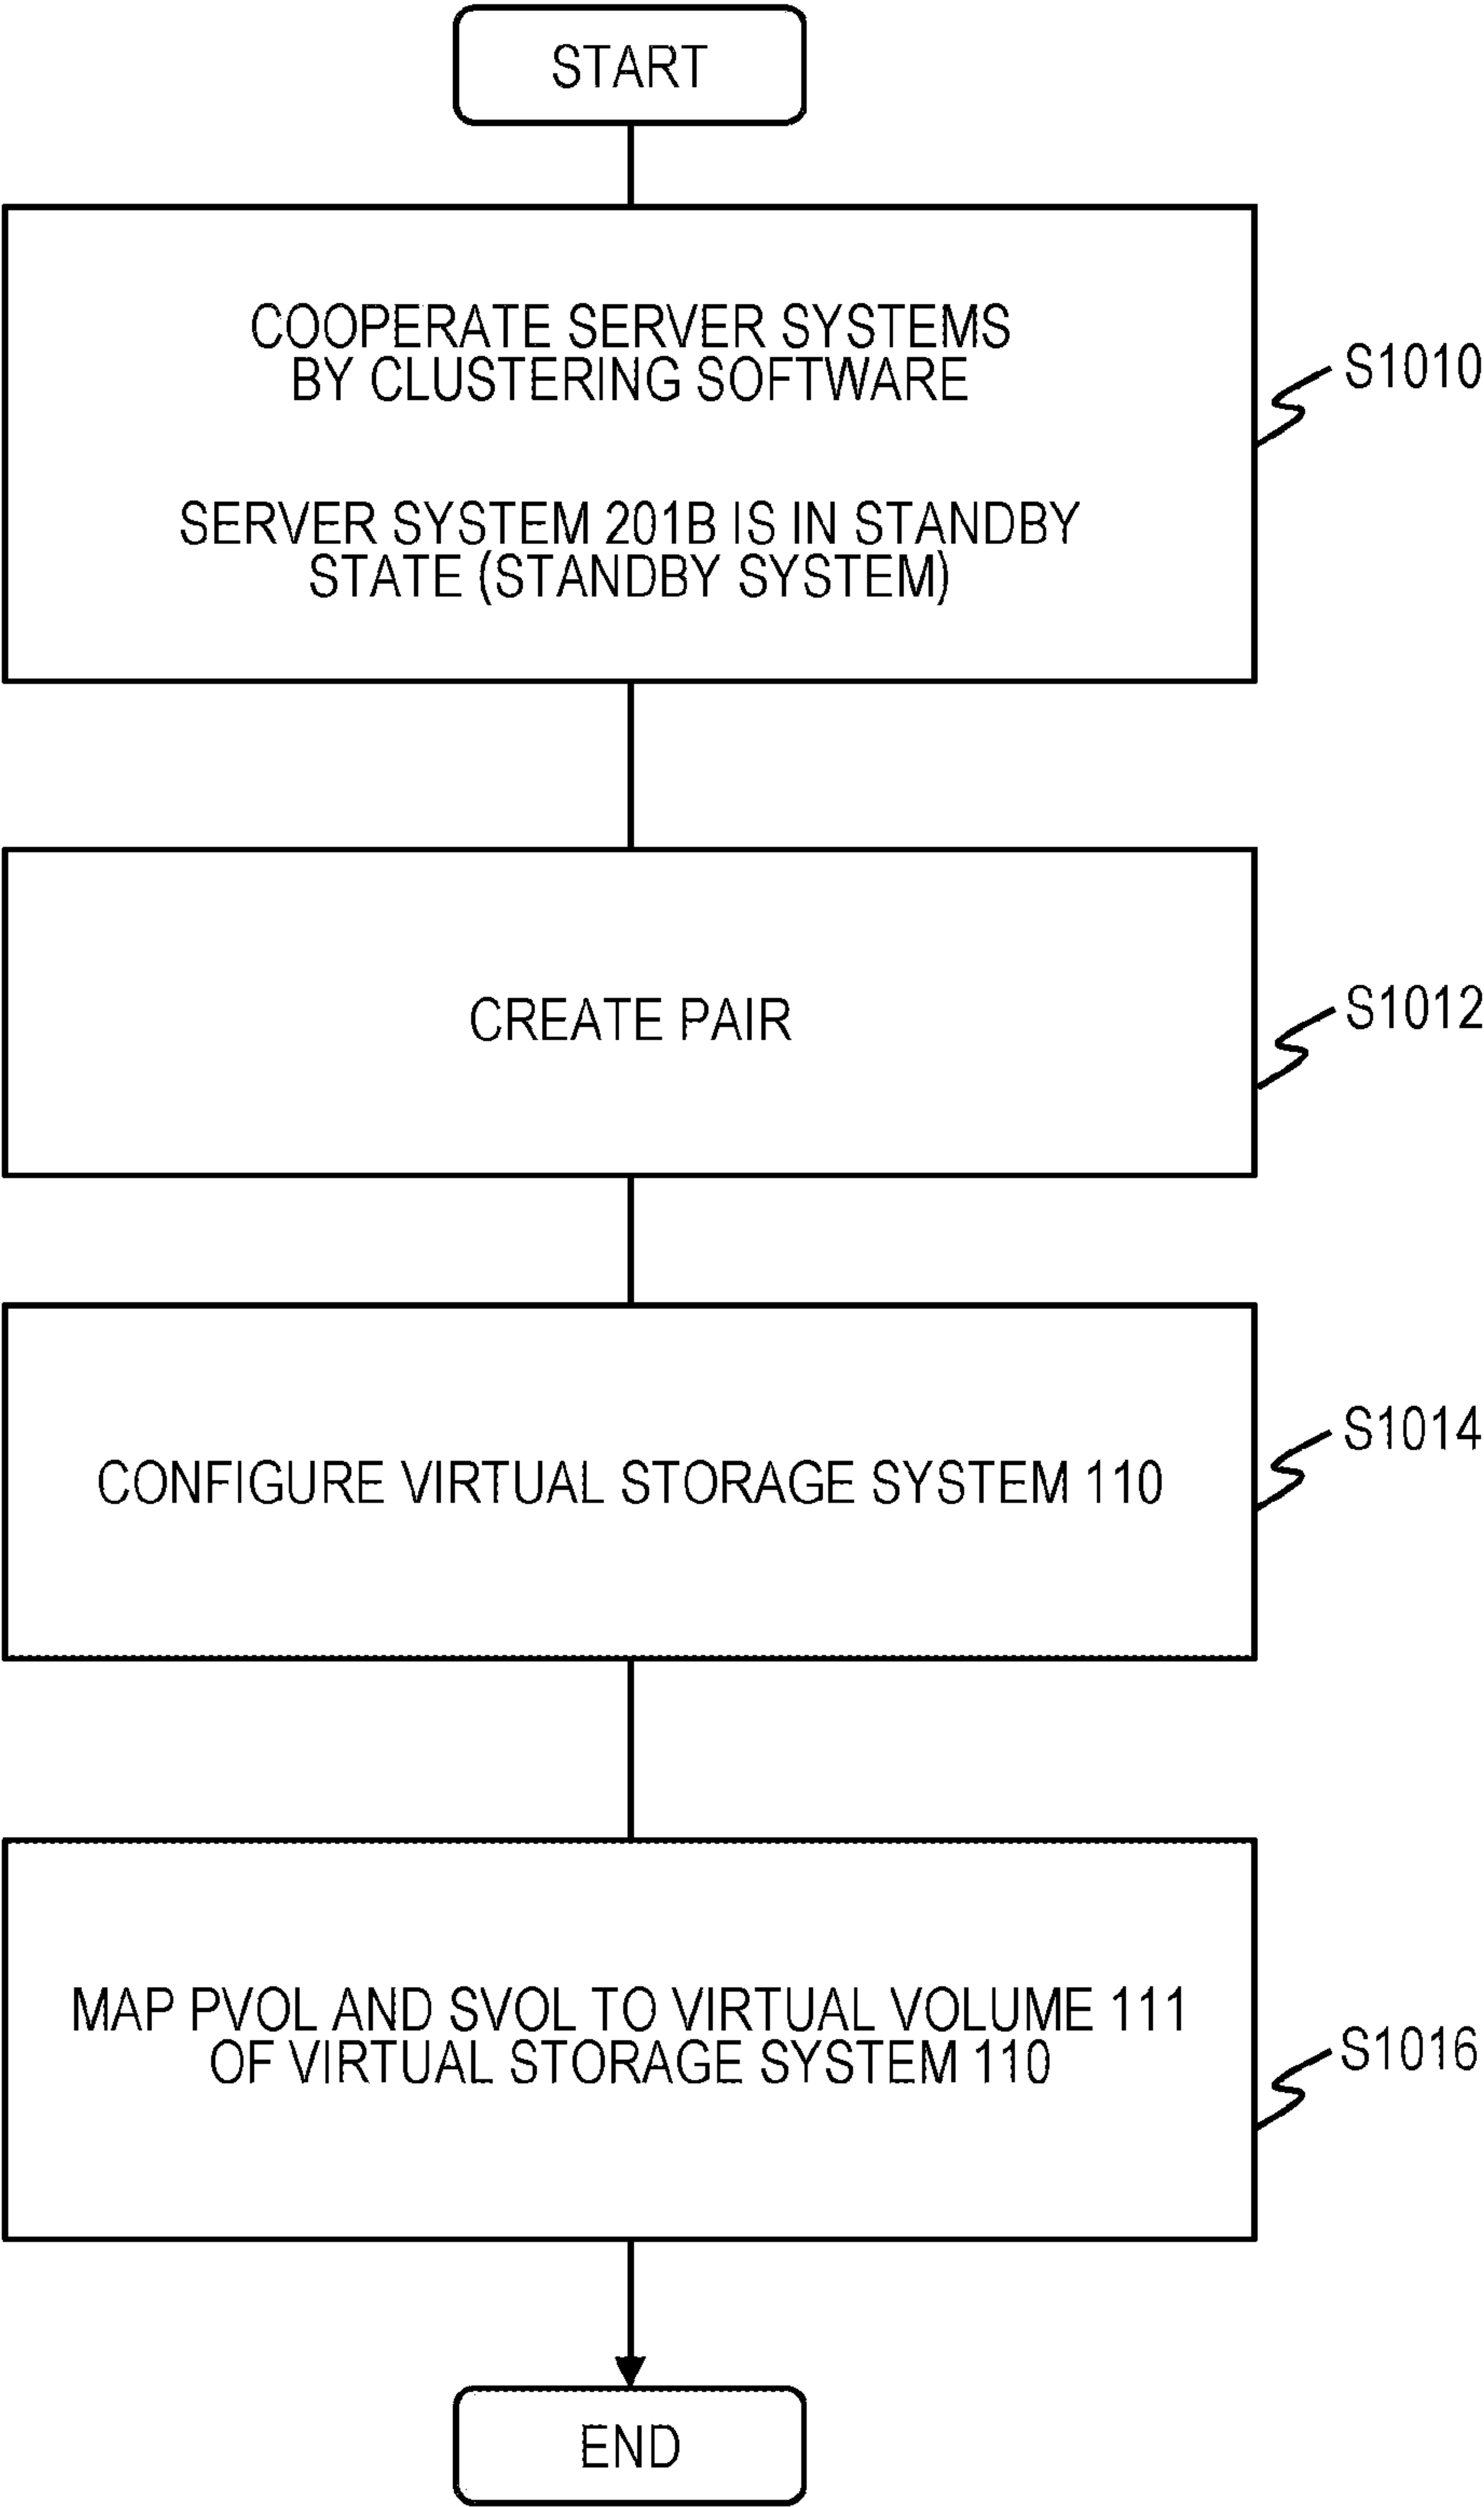 START
COOPERATE SERVER SYSTEMS
BY CLUSTERING SOFTWARE
SERVER SYSTEM 201B IS IN STANDBY
STATE (STANDBY SYSTEM)
S1010
CREATE PAIR
S1012
CONFIGURE VIRTUAL STORAGE SYSTEM 110
S1014
MAP PVOL AND SVOL TO VIRTUAL VOLUME 111
OF VIRTUAL STORAGE SYSTEM 110
S1016
END